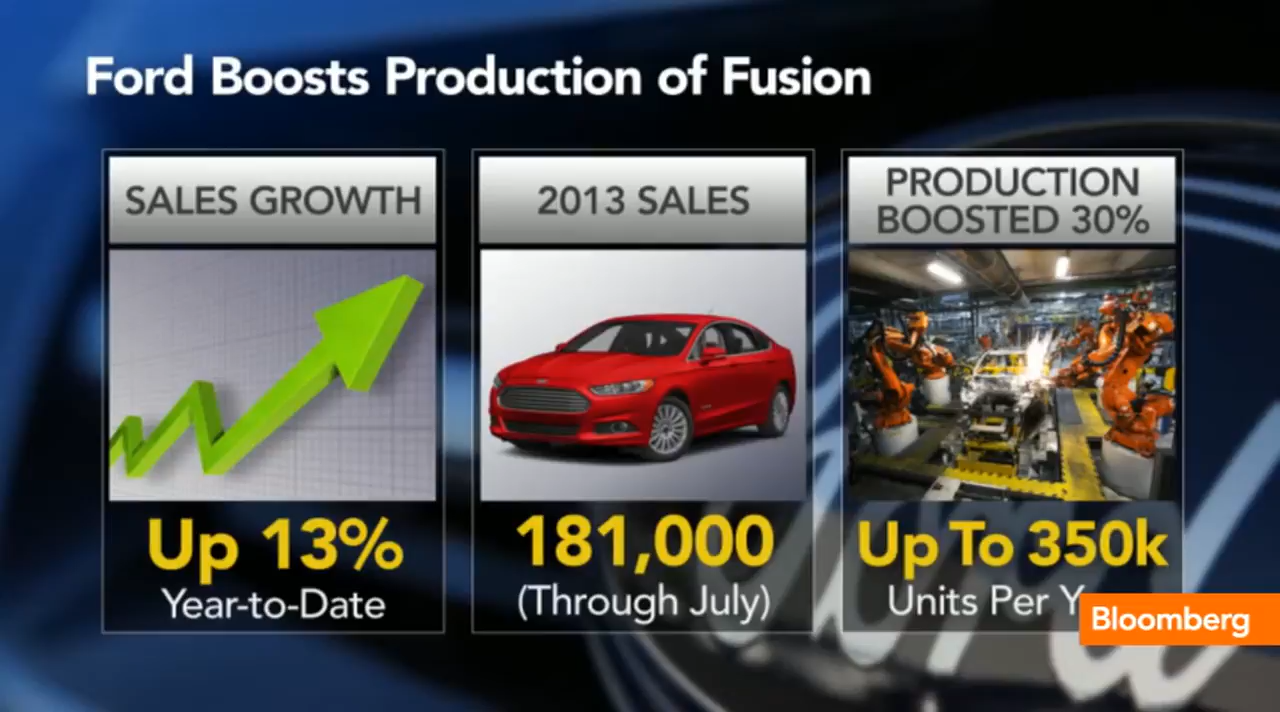 Ford Boosts Production of Fusion
SALES GROWTH
Up 13%
Year-to-Date
2013 SALES
181,000
(Through July)
PRODUCTION
BOOSTED 30%
Up To 350k
Units Per
Bloomberg
Ford